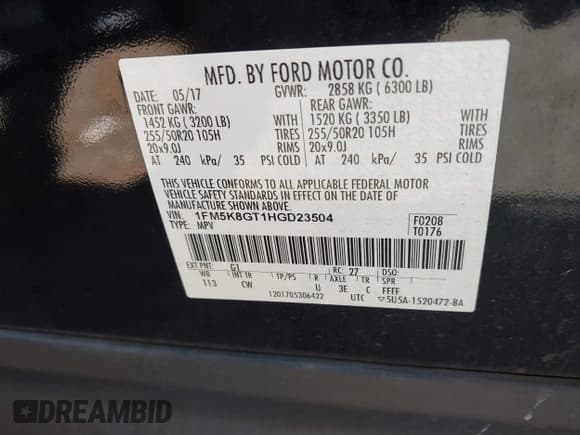 MFD. BY FORD MOTOR CO.
DATE: 05/17 GVWR: 2858 KG ( 6300 LB)
FRONT GAWR: REAR GAWR:
1452 KG ( 3200 LB) 1520 KG ( 3350 LB)
255/50R20 105H TIRES 255/50R20 105H TIRES
20x9.0J RIMS 20x9.0J RIMS
AT 240 kPa/ 35 PSI COLD AT 240 kPa/ 35 PSI COLD
THIS VEHICLE CONFORMS TO ALL APPLICABLE FEDERAL MOTOR
VEHICLE SAFETY STANDARDS IN EFFECT ON THE DATE OF
MANUFACTURE SHOWN ABOVE.
VIN: 1FM5K8GT1HGD23504 F0208
TYPE: MPV T0176
EXT PNT: G1 RC: 27 DSO:
WB INT TR TP/PS R AXLE TR SPR
113 CW U 3E C FFFF
1201705306422 UTC ▽5U5A-1520472-BA
DREAMBID